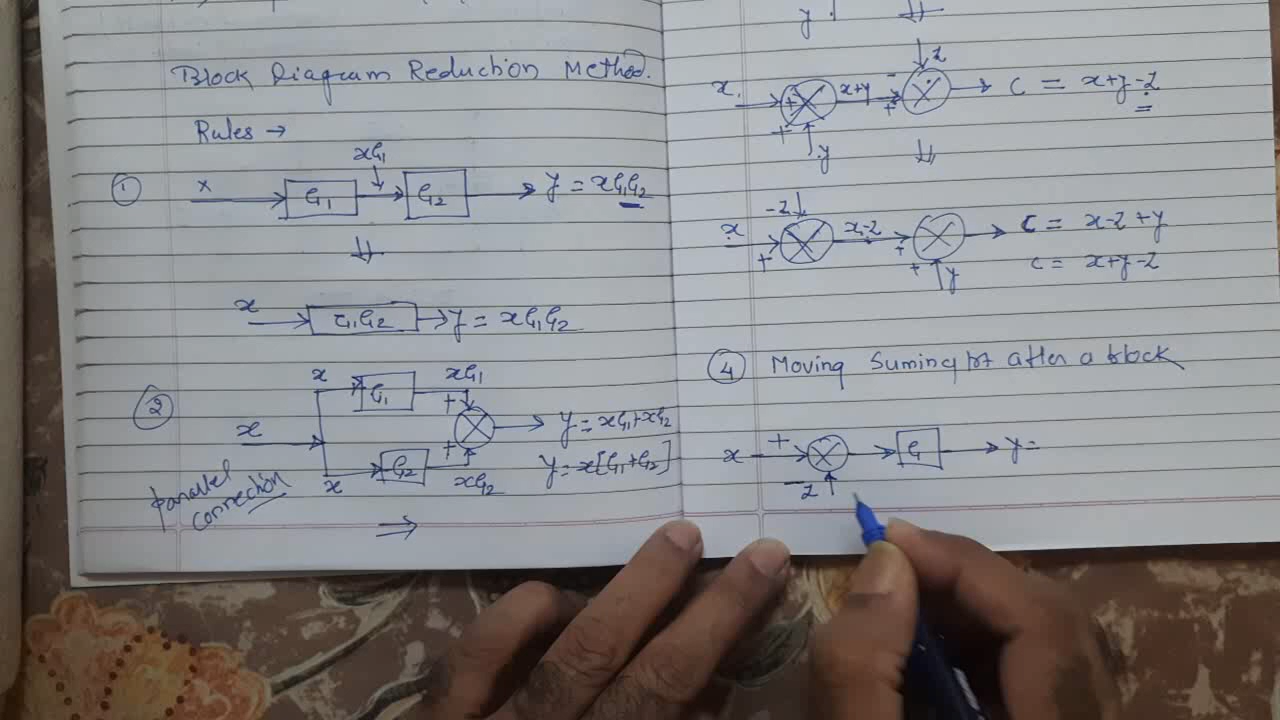 Block Diagram Reduction Method.
Rules →
① x G1 xG1 G2 y = xG1G2
x G1G2 y = xG1G2
②
x
x G1 xG1 +
x G2 xG2 +
y = xG1+xG2
y = x[G1+G2]
parallel
connection
y
x + + y x+y + - z C = x+y-z
x + -z x-z + + y C = x-z+y
C = x+y-z
④ Moving Suming pt after a block
x + - z G y =